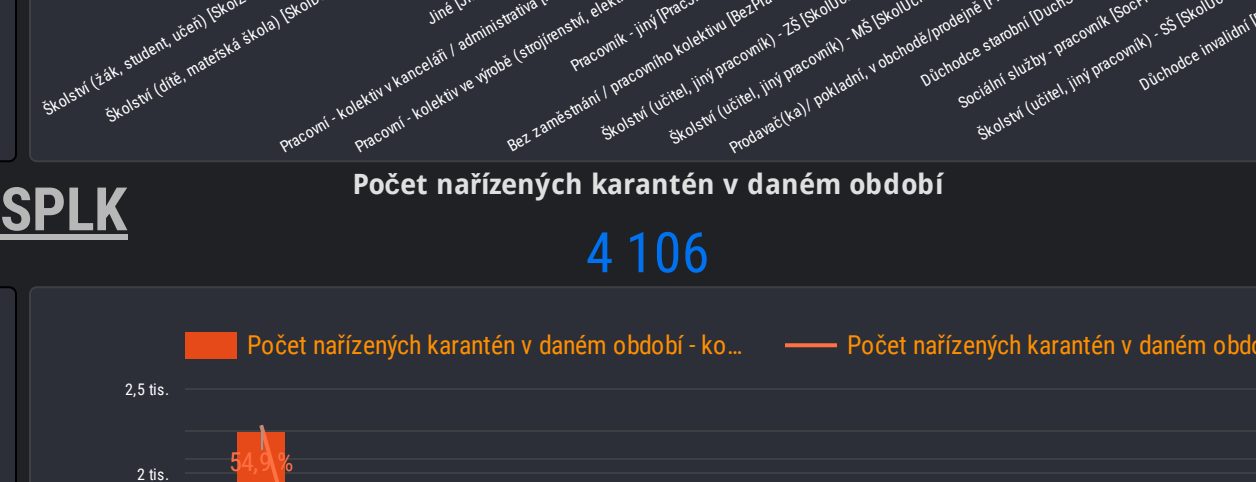 Školství (žák, student, učeň)
Školství (dítě, mateřská škola)
Jiné
Pracovní - kolektiv v kanceláři / administrativa
Pracovní - kolektiv ve výrobě (strojírenství,
Pracovník - jiný
Bez zaměstnání / pracovního kolektivu
Školství (učitel, jiný pracovník) - ZŠ
Školství (učitel, jiný pracovník) - MŠ
Prodavač(ka)/ pokladní, v obchodě/prodejně
Důchodce starobní
Sociální služby - pracovník
Školství (učitel, jiný pracovník) - SŠ
Důchodce invalidní
SPLK
Počet nařízených karantén v daném období
4 106
Počet nařízených karantén v daném období - ko…
Počet nařízených karantén v daném
2,5 tis.
54,9 %
2 tis.